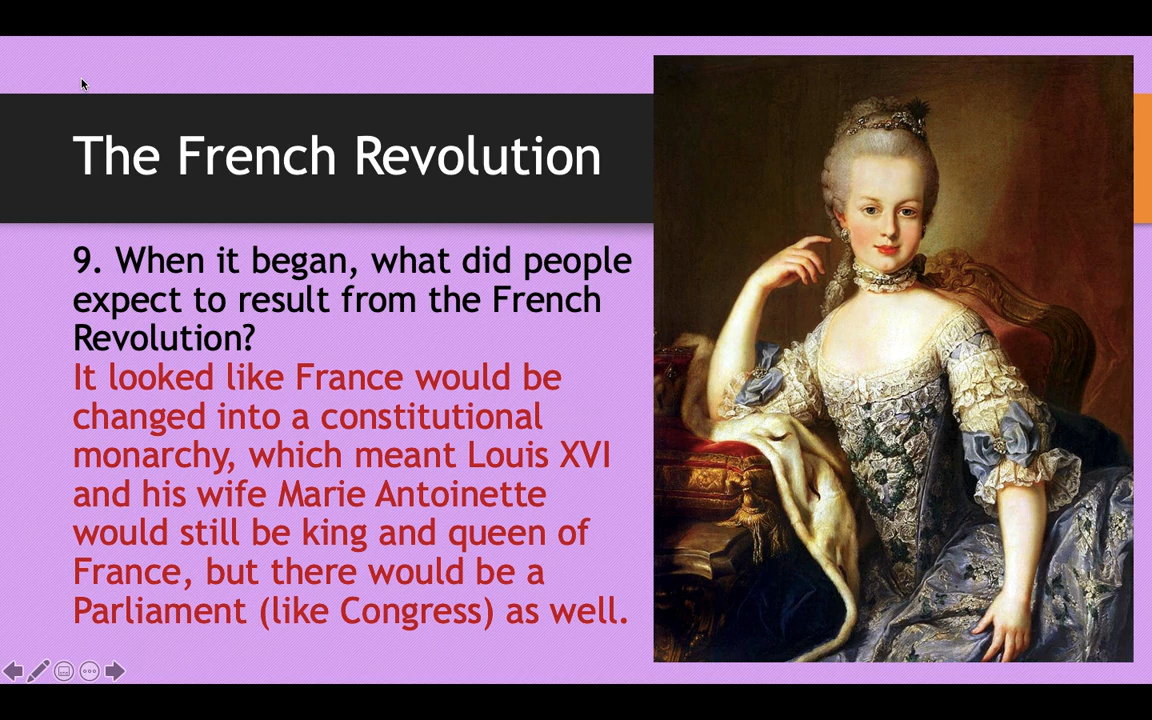 The French Revolution
9. When it began, what did people
expect to result from the French
Revolution?
It looked like France would be
changed into a constitutional
monarchy, which meant Louis XVI
and his wife Marie Antoinette
would still be king and queen of
France, but there would be a
Parliament (like Congress) as well.